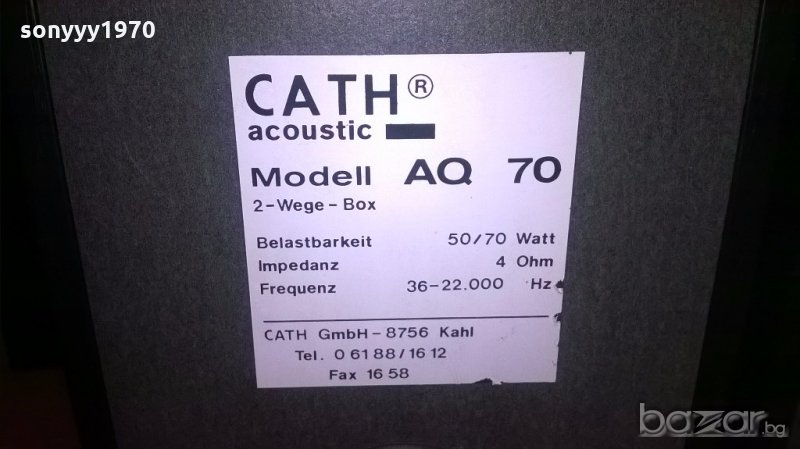 sonyyy1970
CATH®
acoustic
Modell AQ 70
2-Wege-Box
Belastbarkeit 50/70 Watt
Impedanz 4 Ohm
Frequenz 36-22.000 Hz
CATH GmbH-8756 Kahl
Tel. 0 61 88/16 12
Fax 16 58
bazar.bg